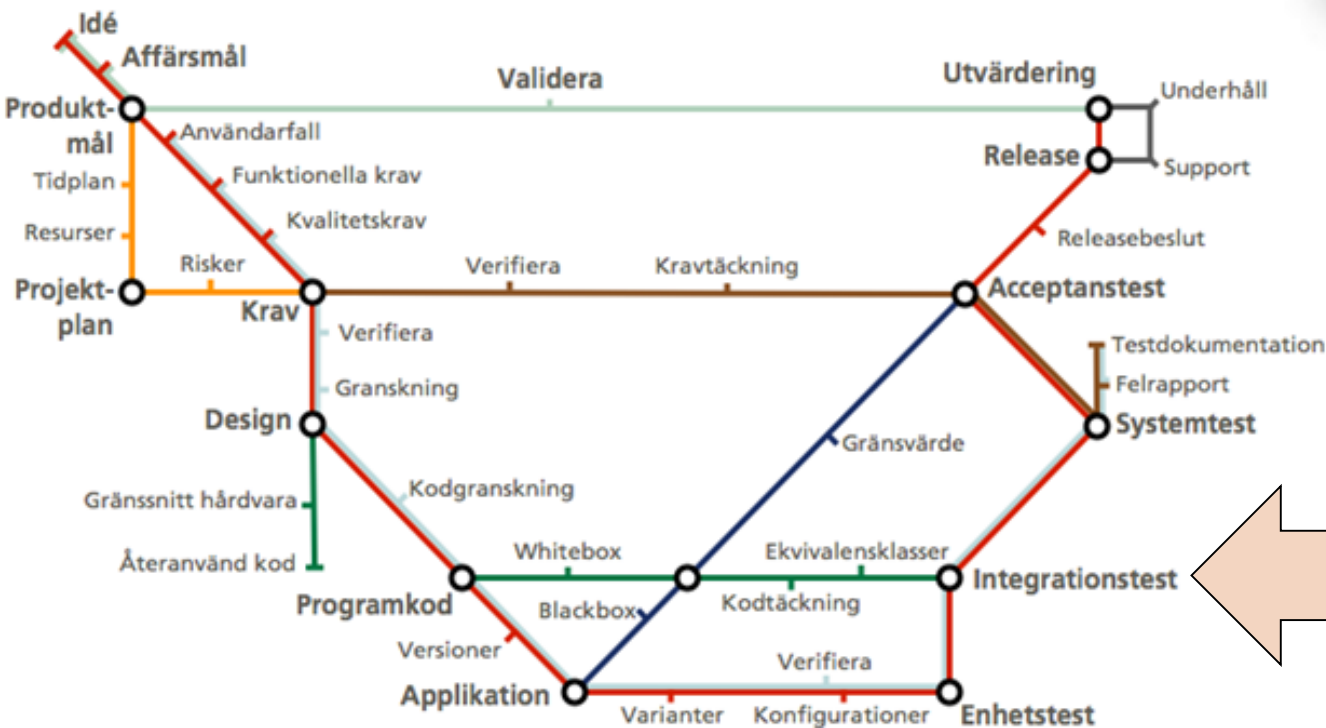 Idé
Affärsmål
Validera
Utvärdering
Underhåll
Produkt-
mål
Användarfall
Release
Support
Tidplan
Funktionella krav
Resurser
Kvalitetskrav
Releasebeslut
Risker
Verifiera
Kravtäckning
Projekt-
plan
Krav
Acceptanstest
Verifiera
Testdokumentation
Granskning
Felrapport
Design
Systemtest
Gränsvärde
Gränssnitt hårdvara
Kodgranskning
Återanvänd kod
Whitebox
Ekvivalensklasser
Integrationstest
Programkod
Blackbox
Kodtäckning
Versioner
Verifiera
Applikation
Varianter
Konfigurationer
Enhetstest